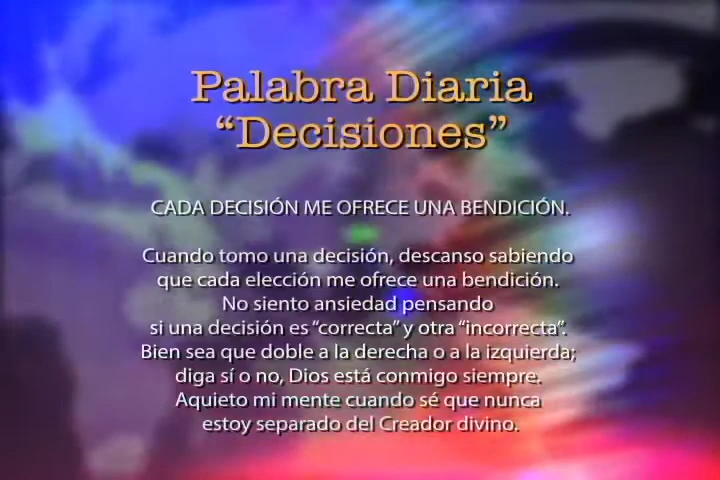 Palabra Diaria
“Decisiones”
CADA DECISIÓN ME OFRECE UNA BENDICIÓN.
Cuando tomo una decisión, descanso sabiendo
que cada elección me ofrece una bendición.
No siento ansiedad pensando
si una decisión es “correcta” y otra “incorrecta”.
Bien sea que doble a la derecha o a la izquierda;
diga sí o no, Dios está conmigo siempre.
Aquieto mi mente cuando sé que nunca
estoy separado del Creador divino.